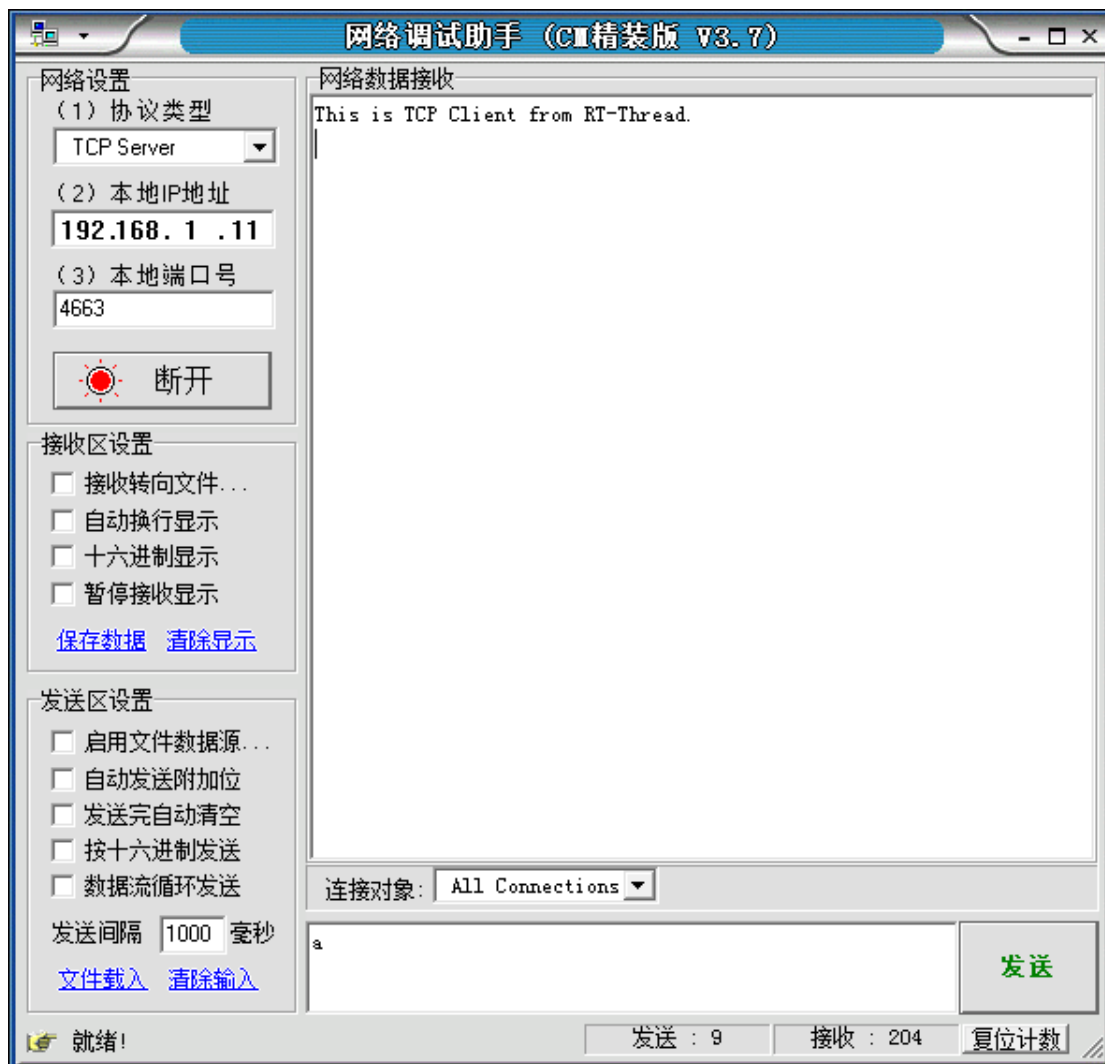 网络调试助手 (CⅢ精装版 V3.7)
网络设置
(1) 协议类型
TCP Server
(2) 本地IP地址
192.168. 1 .11
(3) 本地端口号
4663
断开
接收区设置
接收转向文件...
自动换行显示
十六进制显示
暂停接收显示
保存数据 清除显示
发送区设置
启用文件数据源...
自动发送附加位
发送完自动清空
按十六进制发送
数据流循环发送
发送间隔 1000 毫秒
文件载入 清除输入
网络数据接收
This is TCP Client from RT-Thread.
连接对象: All Connections
a
发送
就绪!
发送 : 9
接收 : 204
复位计数